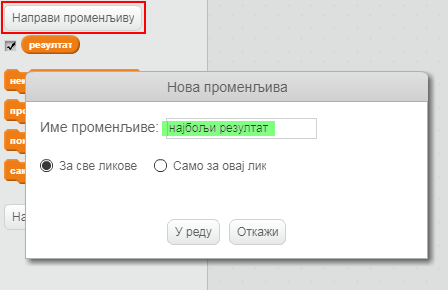 Направи променљиву
резултат
Нова променљива
Име променљиве: најбољи резултат
За све ликове
Само за овај лик
У реду
Откажи